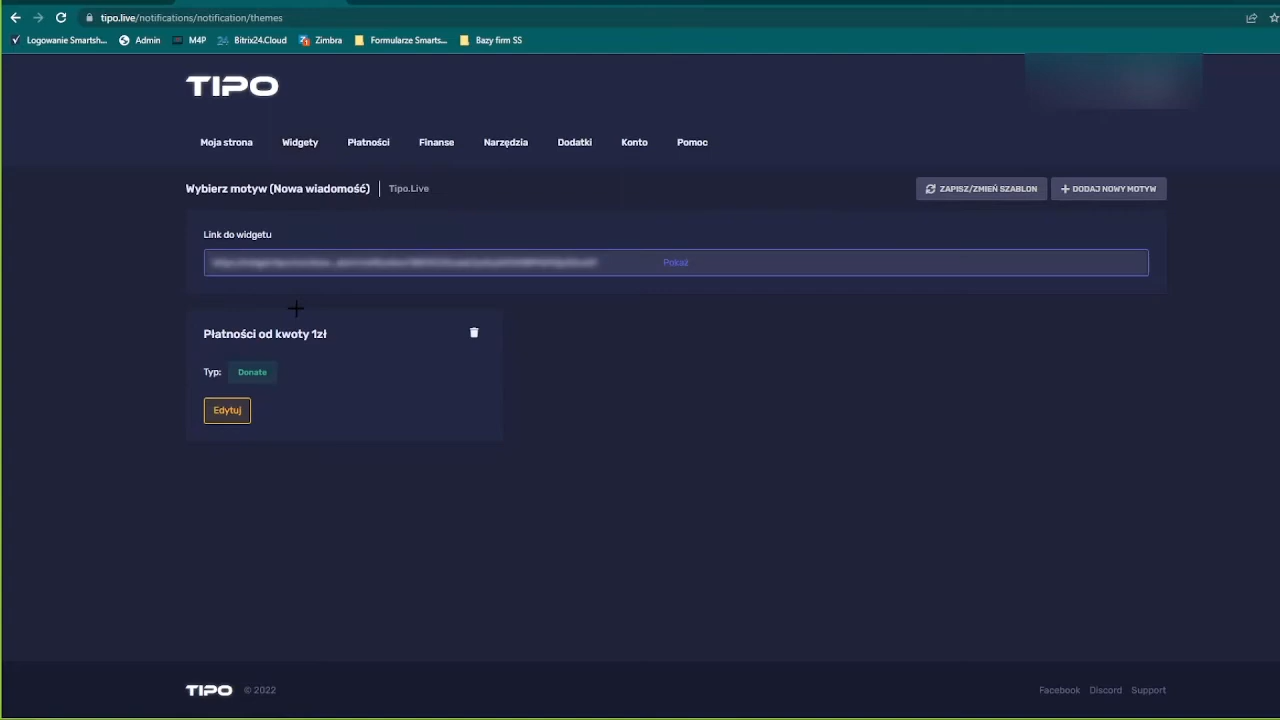 tipo.live/notifications/notification/themes
Logowanie Smartsh... Admin M4P Bitrix24.Cloud Zimbra Formularze Smarts... Bazy firm SS
TIPO
Moja strona Widgety Płatności Finanse Narzędzia Dodatki Konto Pomoc
Wybierz motyw (Nowa wiadomość) Tipo.Live ZAPISZ/ZMIEŃ SZABLON DODAJ NOWY MOTYW
Link do widgetu
Pokaż
Płatności od kwoty 1zł
Typ: Donate
Edytuj
TIPO © 2022 Facebook Discord Support